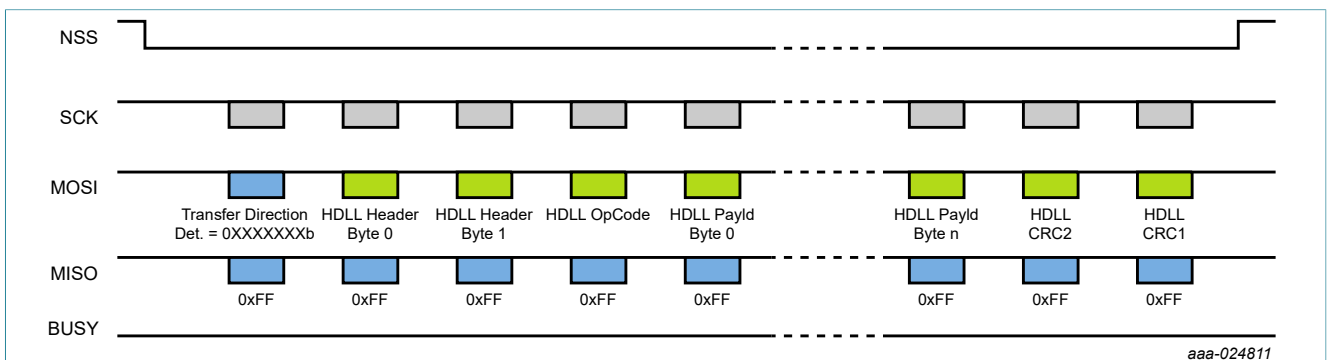 NSS
SCK
MOSI
Transfer Direction
Det. = 0XXXXXXXb
HDLL Header
Byte 0
HDLL Header
Byte 1
HDLL OpCode
HDLL Payld
Byte 0
HDLL Payld
Byte n
HDLL
CRC2
HDLL
CRC1
MISO
0xFF
0xFF
0xFF
0xFF
0xFF
0xFF
0xFF
0xFF
BUSY
aaa-024811